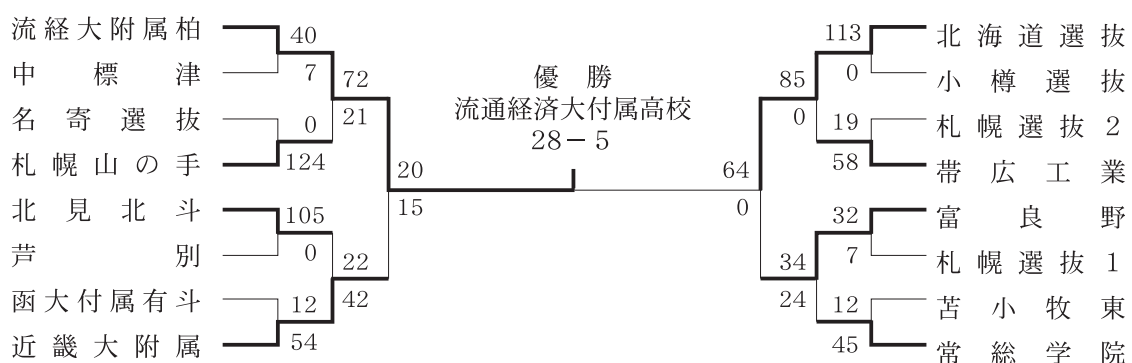 流経大附属柏
中標津
名寄選抜
札幌山の手
北見北斗
芦別
函大付属有斗
近畿大附属
40
7
0
124
105
0
12
54
72
21
22
42
20
15
優勝
流通経済大付属高校
28－5
64
0
85
0
34
24
113
0
19
58
32
7
12
45
北海道選抜
小樽選抜
札幌選抜2
帯広工業
富良野
札幌選抜1
苫小牧東
常総学院